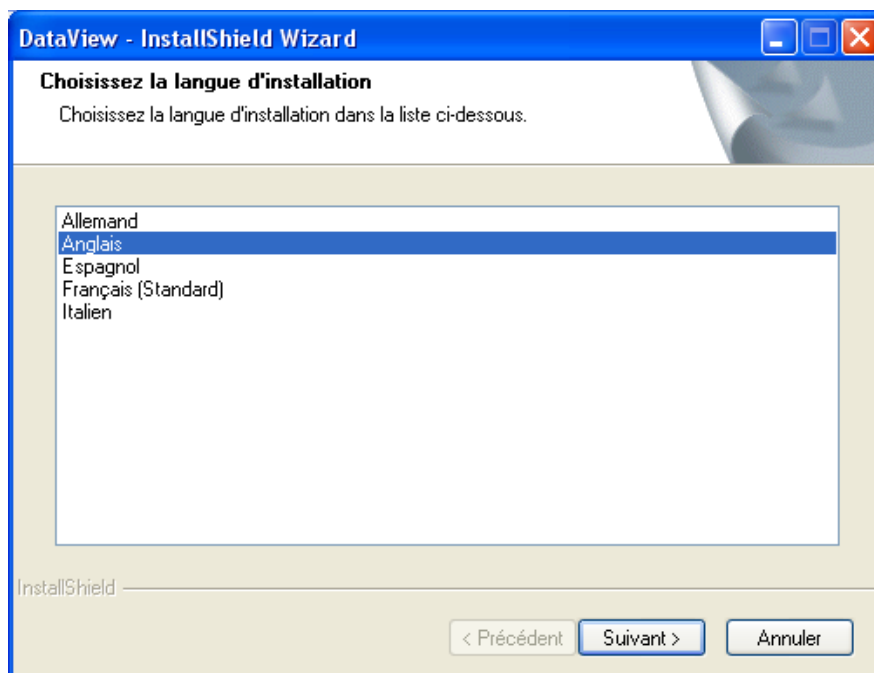 DataView - InstallShield Wizard
Choisissez la langue d'installation
Choisissez la langue d'installation dans la liste ci-dessous.
Allemand
Anglais
Espagnol
Français (Standard)
Italien
InstallShield
< Précédent
Suivant >
Annuler